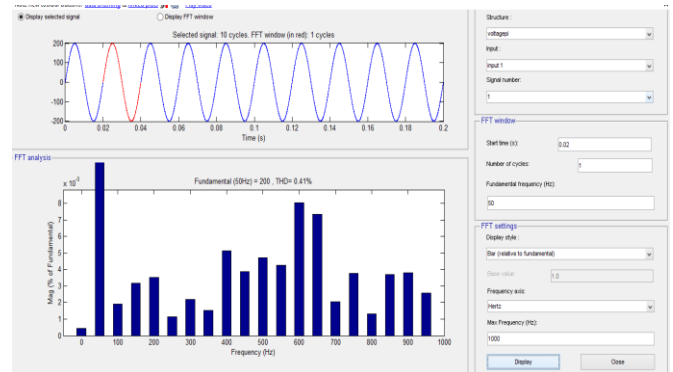 Display selected signal
Display FFT window
Selected signal: 10 cycles. FFT window (in red): 1 cycles
200
100
0
-100
-200
0 0.02 0.04 0.06 0.08 0.1 0.12 0.14 0.16 0.18 0.2
Time (s)
FFT analysis
x 10^-3
Fundamental (50Hz) = 200 , THD= 0.41%
8
7
6
5
4
3
2
1
0
Mag (% of Fundamental)
0 100 200 300 400 500 600 700 800 900 1000
Frequency (Hz)
Structure :
voltagepi
Input :
input 1
Signal number:
1
FFT window
Start time (s): 0.02
Number of cycles: 1
Fundamental frequency (Hz):
50
FFT settings
Display style :
Bar (relative to fundamental)
Base value: 1.0
Frequency axis:
Hertz
Max Frequency (Hz):
1000
Display Close